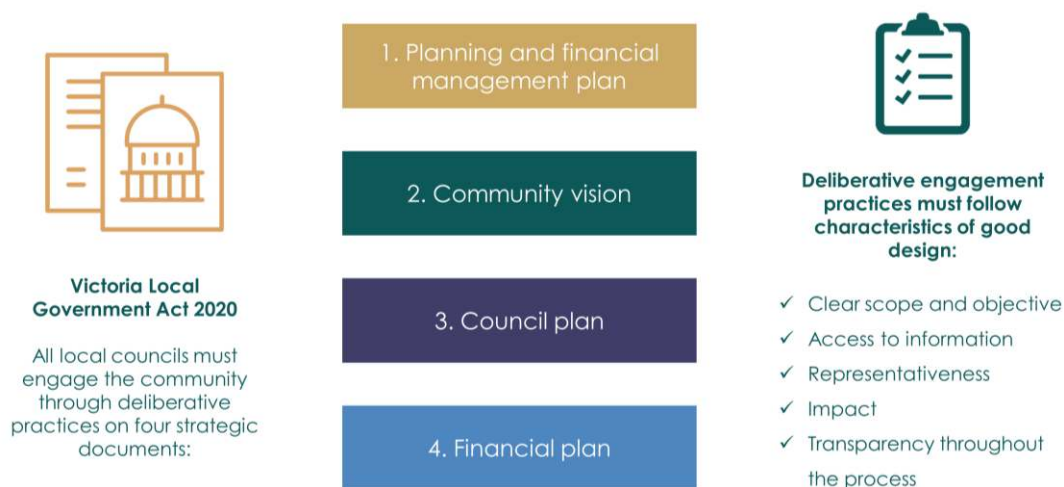 Victoria Local
Government Act 2020
All local councils must
engage the community
through deliberative
practices on four strategic
documents:
1. Planning and financial
management plan
2. Community vision
3. Council plan
4. Financial plan
Deliberative engagement
practices must follow
characteristics of good
design:
✓ Clear scope and objective
✓ Access to information
✓ Representativeness
✓ Impact
✓ Transparency throughout
the process